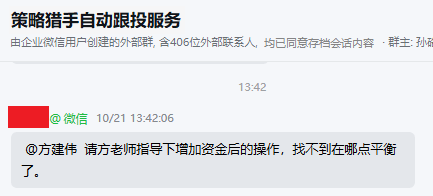 策略猎手自动跟投服务
由企业微信用户创建的外部群, 含406位外部联系人, 均已同意存档会话内容 · 群主: 孙
13:42
@微信 10/21 13:42:06
@方建伟 请方老师指导下增加资金后的操作，找不到在哪点平衡
了。